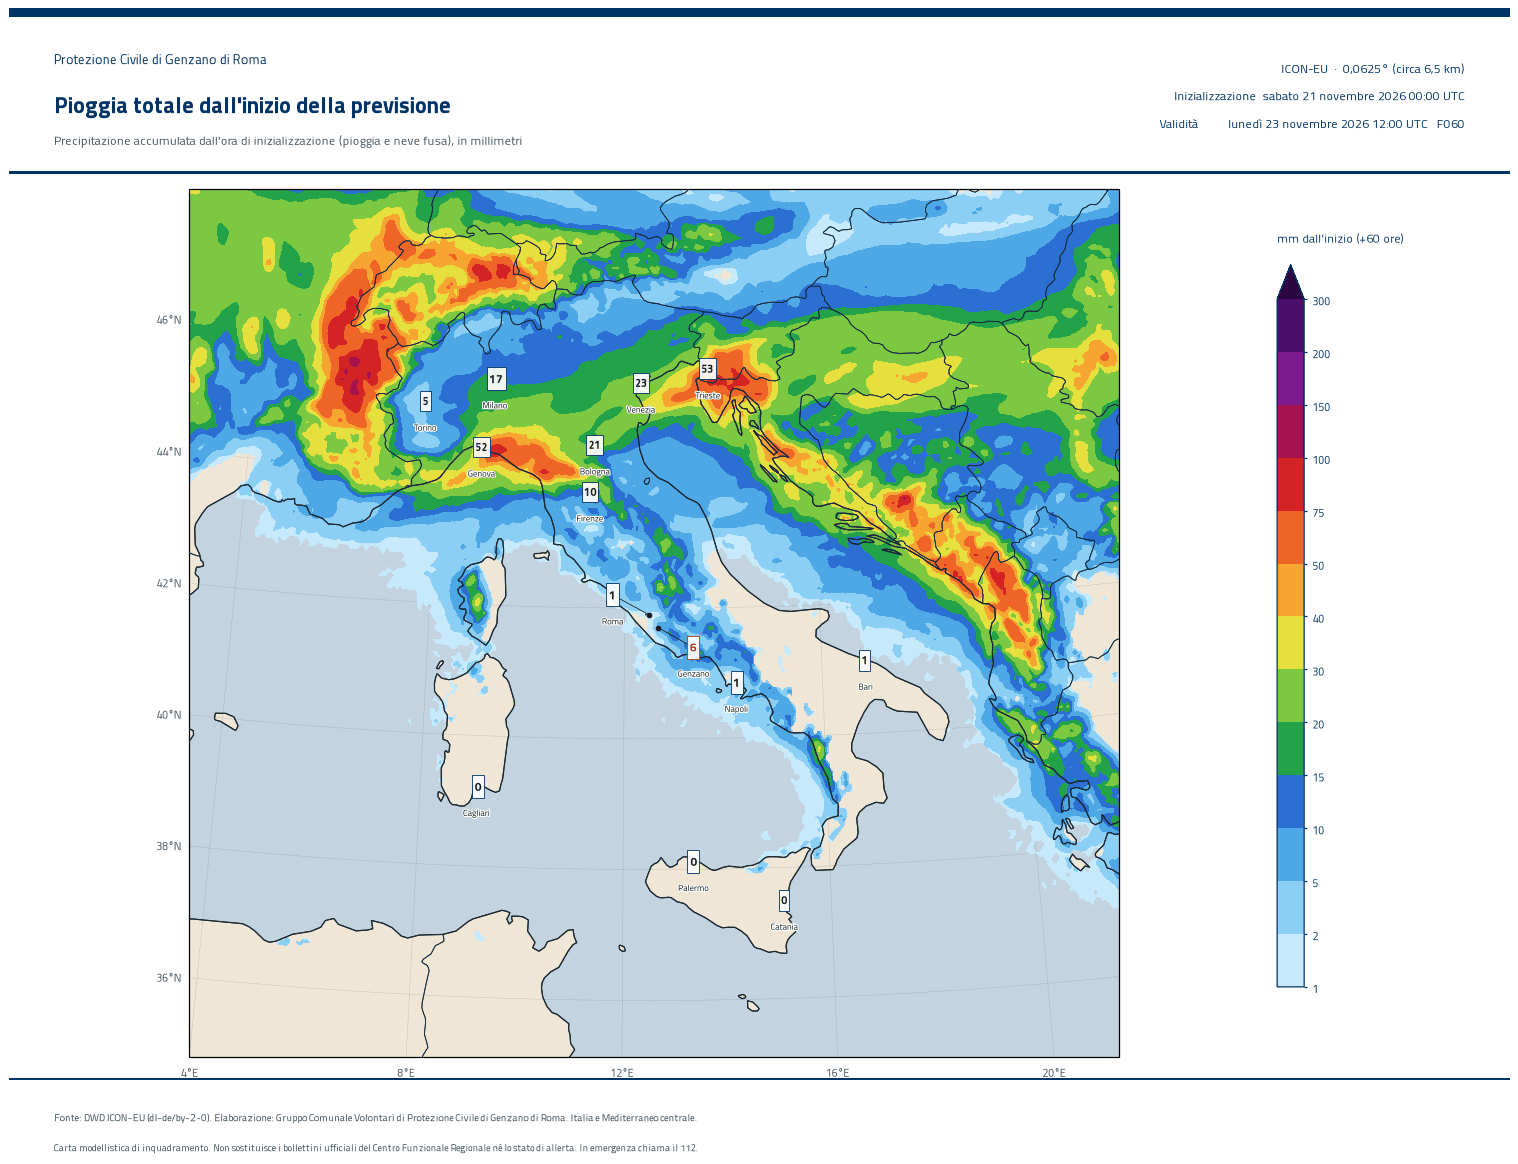 Protezione Civile di Genzano di Roma
Pioggia totale dall'inizio della previsione
Precipitazione accumulata dall'ora di inizializzazione (pioggia e neve fusa), in millimetri
ICON-EU · 0,0625° (circa 6,5 km)
Inizializzazione sabato 21 novembre 2026 00:00 UTC
Validità lunedì 23 novembre 2026 12:00 UTC F060
mm dall'inizio (+60 ore)
300
200
150
100
75
50
40
30
20
15
10
5
2
1
46°N
44°N
42°N
40°N
38°N
36°N
4°E
8°E
12°E
16°E
20°E
53
Trieste
17
Milano
23
Venezia
5
Torino
52
Genova
21
Bologna
10
Firenze
1
Roma
6
Genzano
1
Napoli
1
Bari
0
Cagliari
0
Palermo
0
Catania
Fonte: DWD ICON-EU (dl-de/by-2-0). Elaborazione: Gruppo Comunale Volontari di Protezione Civile di Genzano di Roma. Italia e Mediterraneo centrale.
Carta modellistica di inquadramento. Non sostituisce i bollettini ufficiali del Centro Funzionale Regionale né lo stato di allerta. In emergenza chiama il 112.